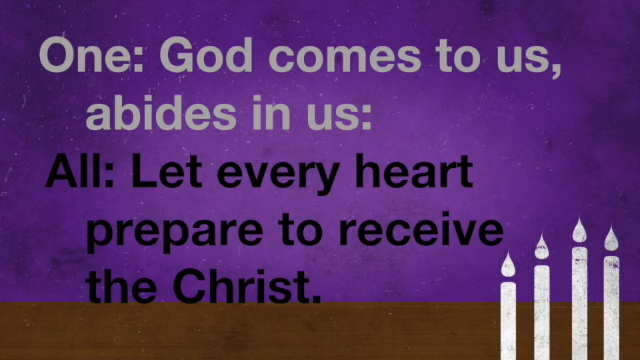 One: God comes to us,
abides in us:
All: Let every heart
prepare to receive
the Christ.